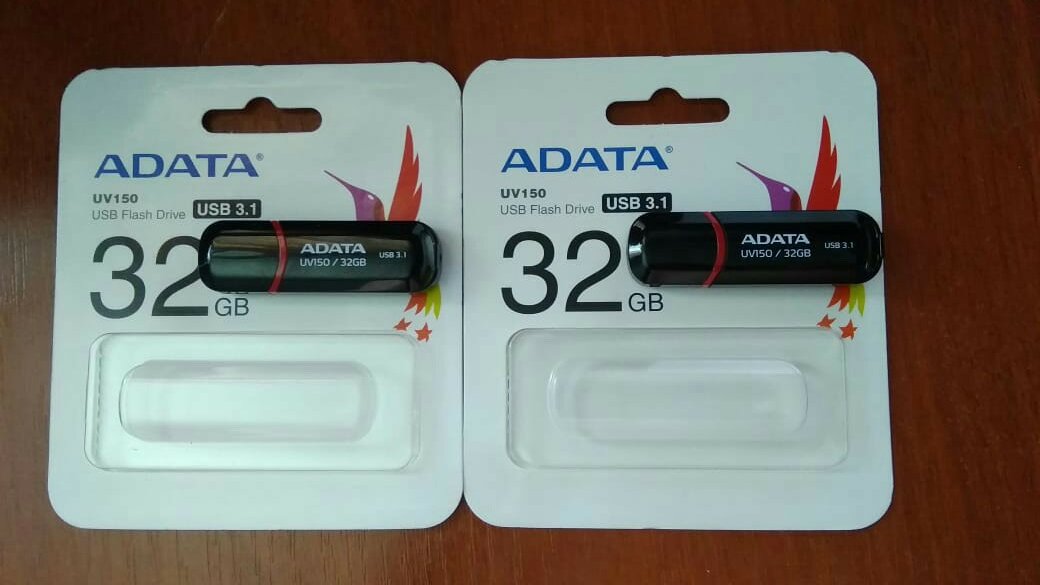 ADATA®
UV150
USB Flash Drive USB 3.1
32
GB
ADATA
UV150 / 32GB
USB 3.1
ADATA®
UV150
USB Flash Drive USB 3.1
32
GB
ADATA
UV150 / 32GB
USB 3.1